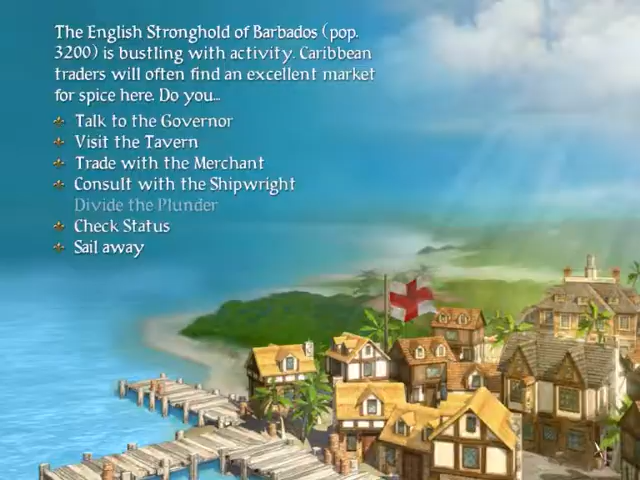 The English Stronghold of Barbados (pop.
3200) is bustling with activity. Caribbean
traders will often find an excellent market
for spice here. Do you...
Talk to the Governor
Visit the Tavern
Trade with the Merchant
Consult with the Shipwright
Divide the Plunder
Check Status
Sail away